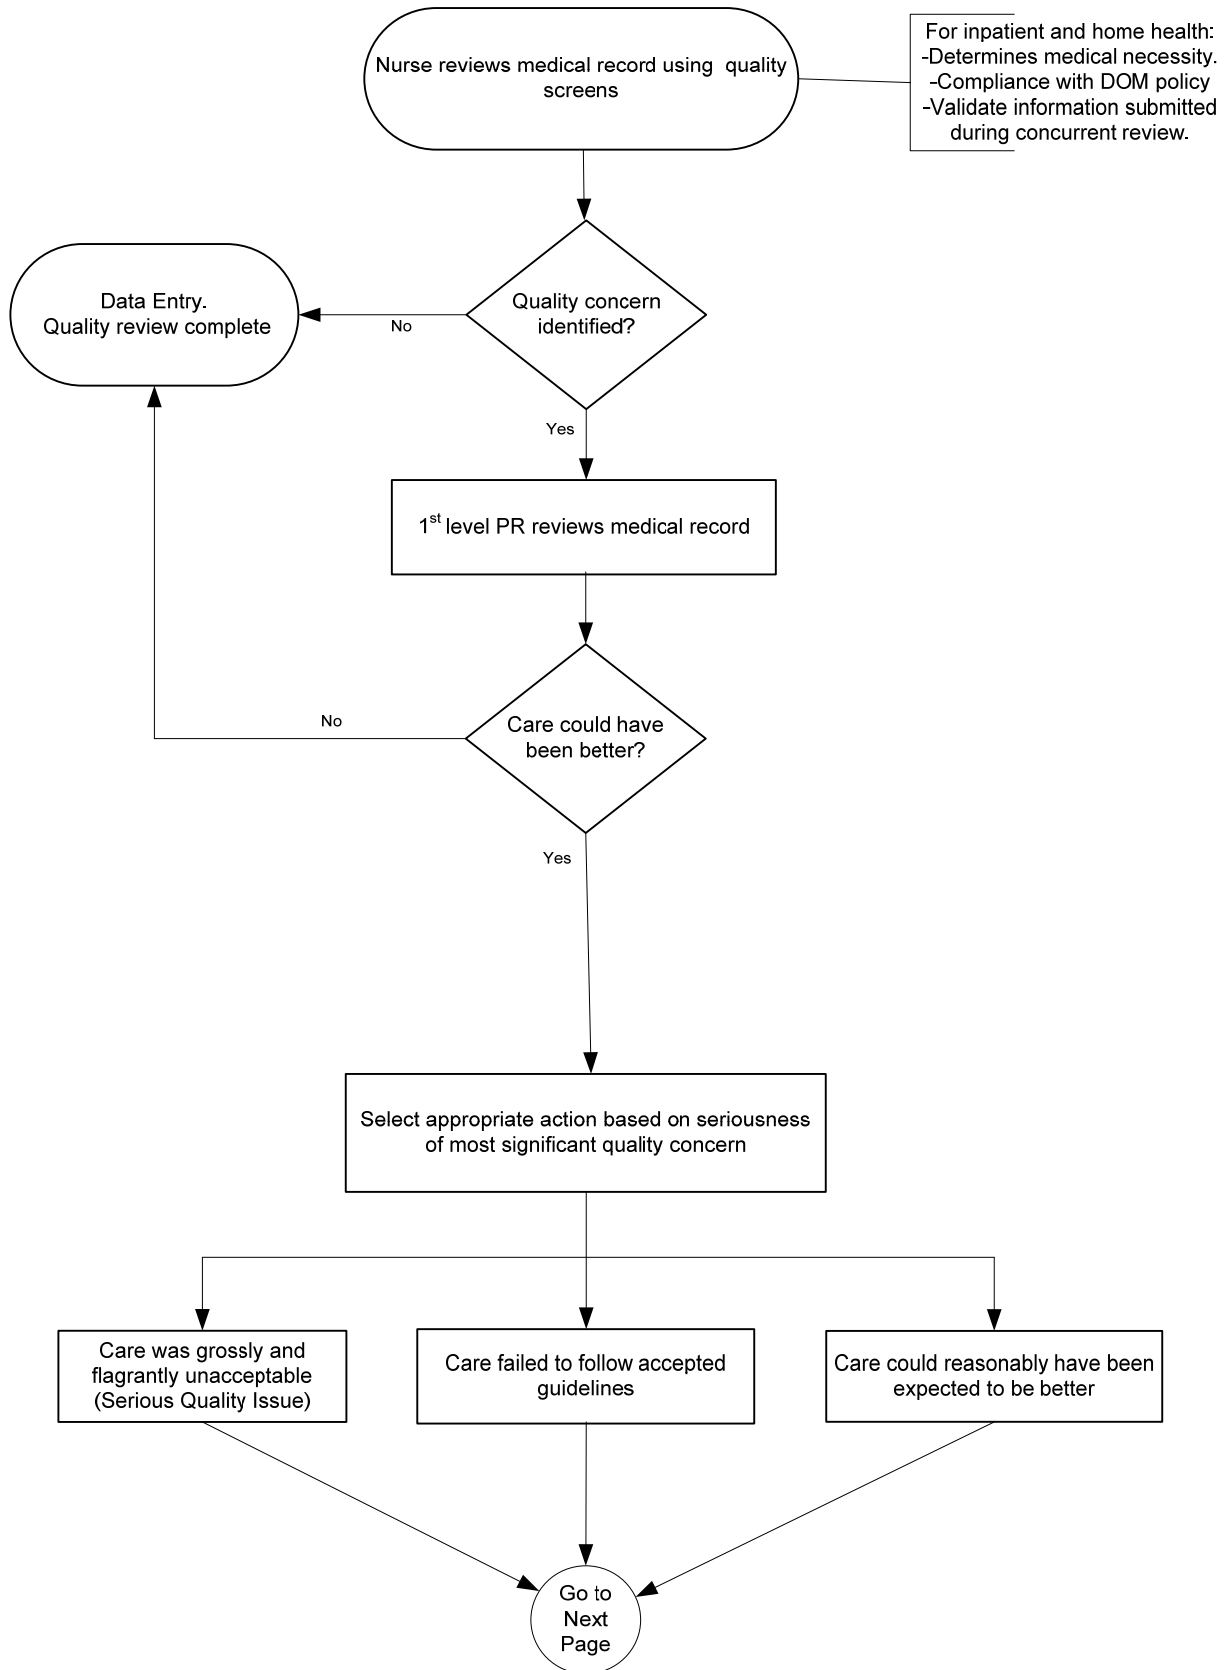 Nurse reviews medical record using quality
screens
For inpatient and home health:
-Determines medical necessity.
-Compliance with DOM policy
-Validate information submitted
during concurrent review.
Data Entry.
Quality review complete
No
Quality concern
identified?
Yes
1st level PR reviews medical record
No
Care could have
been better?
Yes
Select appropriate action based on seriousness
of most significant quality concern
Care was grossly and
flagrantly unacceptable
(Serious Quality Issue)
Care failed to follow accepted
guidelines
Care could reasonably have been
expected to be better
Go to
Next
Page